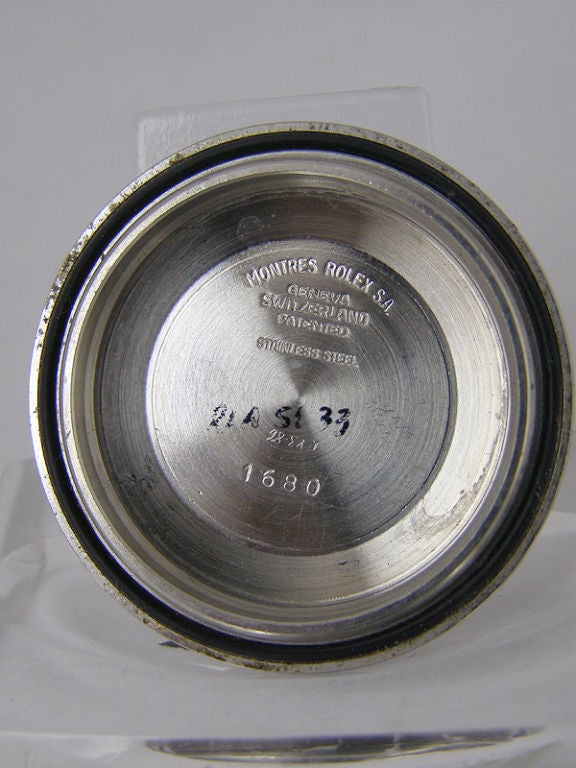 MONTRES ROLEX S.A.
GENEVA
SWITZERLAND
PATENTED
STAINLESS STEEL
1680